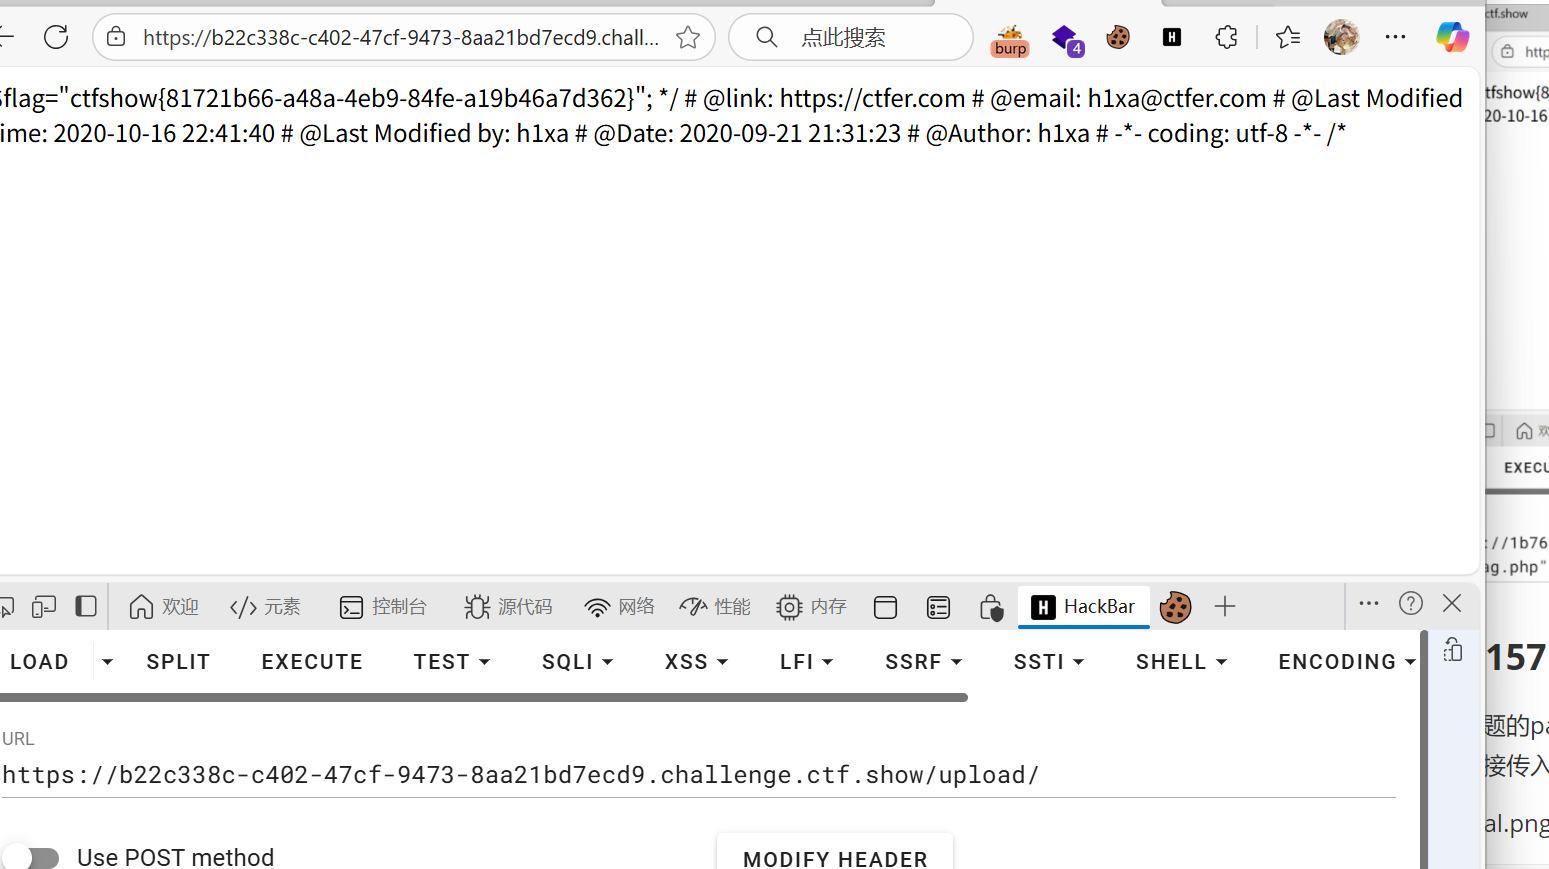 https://b22c338c-c402-47cf-9473-8aa21bd7ecd9.chall...
点此搜索
burp
4
H
ctf.show
http
$flag="ctfshow{81721b66-a48a-4eb9-84fe-a19b46a7d362}"; */ # @link: https://ctfer.com # @email: h1xa@ctfer.com # @Last Modified
ime: 2020-10-16 22:41:40 # @Last Modified by: h1xa # @Date: 2020-09-21 21:31:23 # @Author: h1xa # -*- coding: utf-8 -*- /*
tfshow{8
20-10-16
欢迎
元素
控制台
源代码
网络
性能
内存
H HackBar
欢
LOAD
SPLIT
EXECUTE
TEST
SQLI
XSS
LFI
SSRF
SSTI
SHELL
ENCODING
EXECU
://1b76
ag.php"
URL
https://b22c338c-c402-47cf-9473-8aa21bd7ecd9.challenge.ctf.show/upload/
Use POST method
MODIFY HEADER
157
题的pa
接传入
al.png